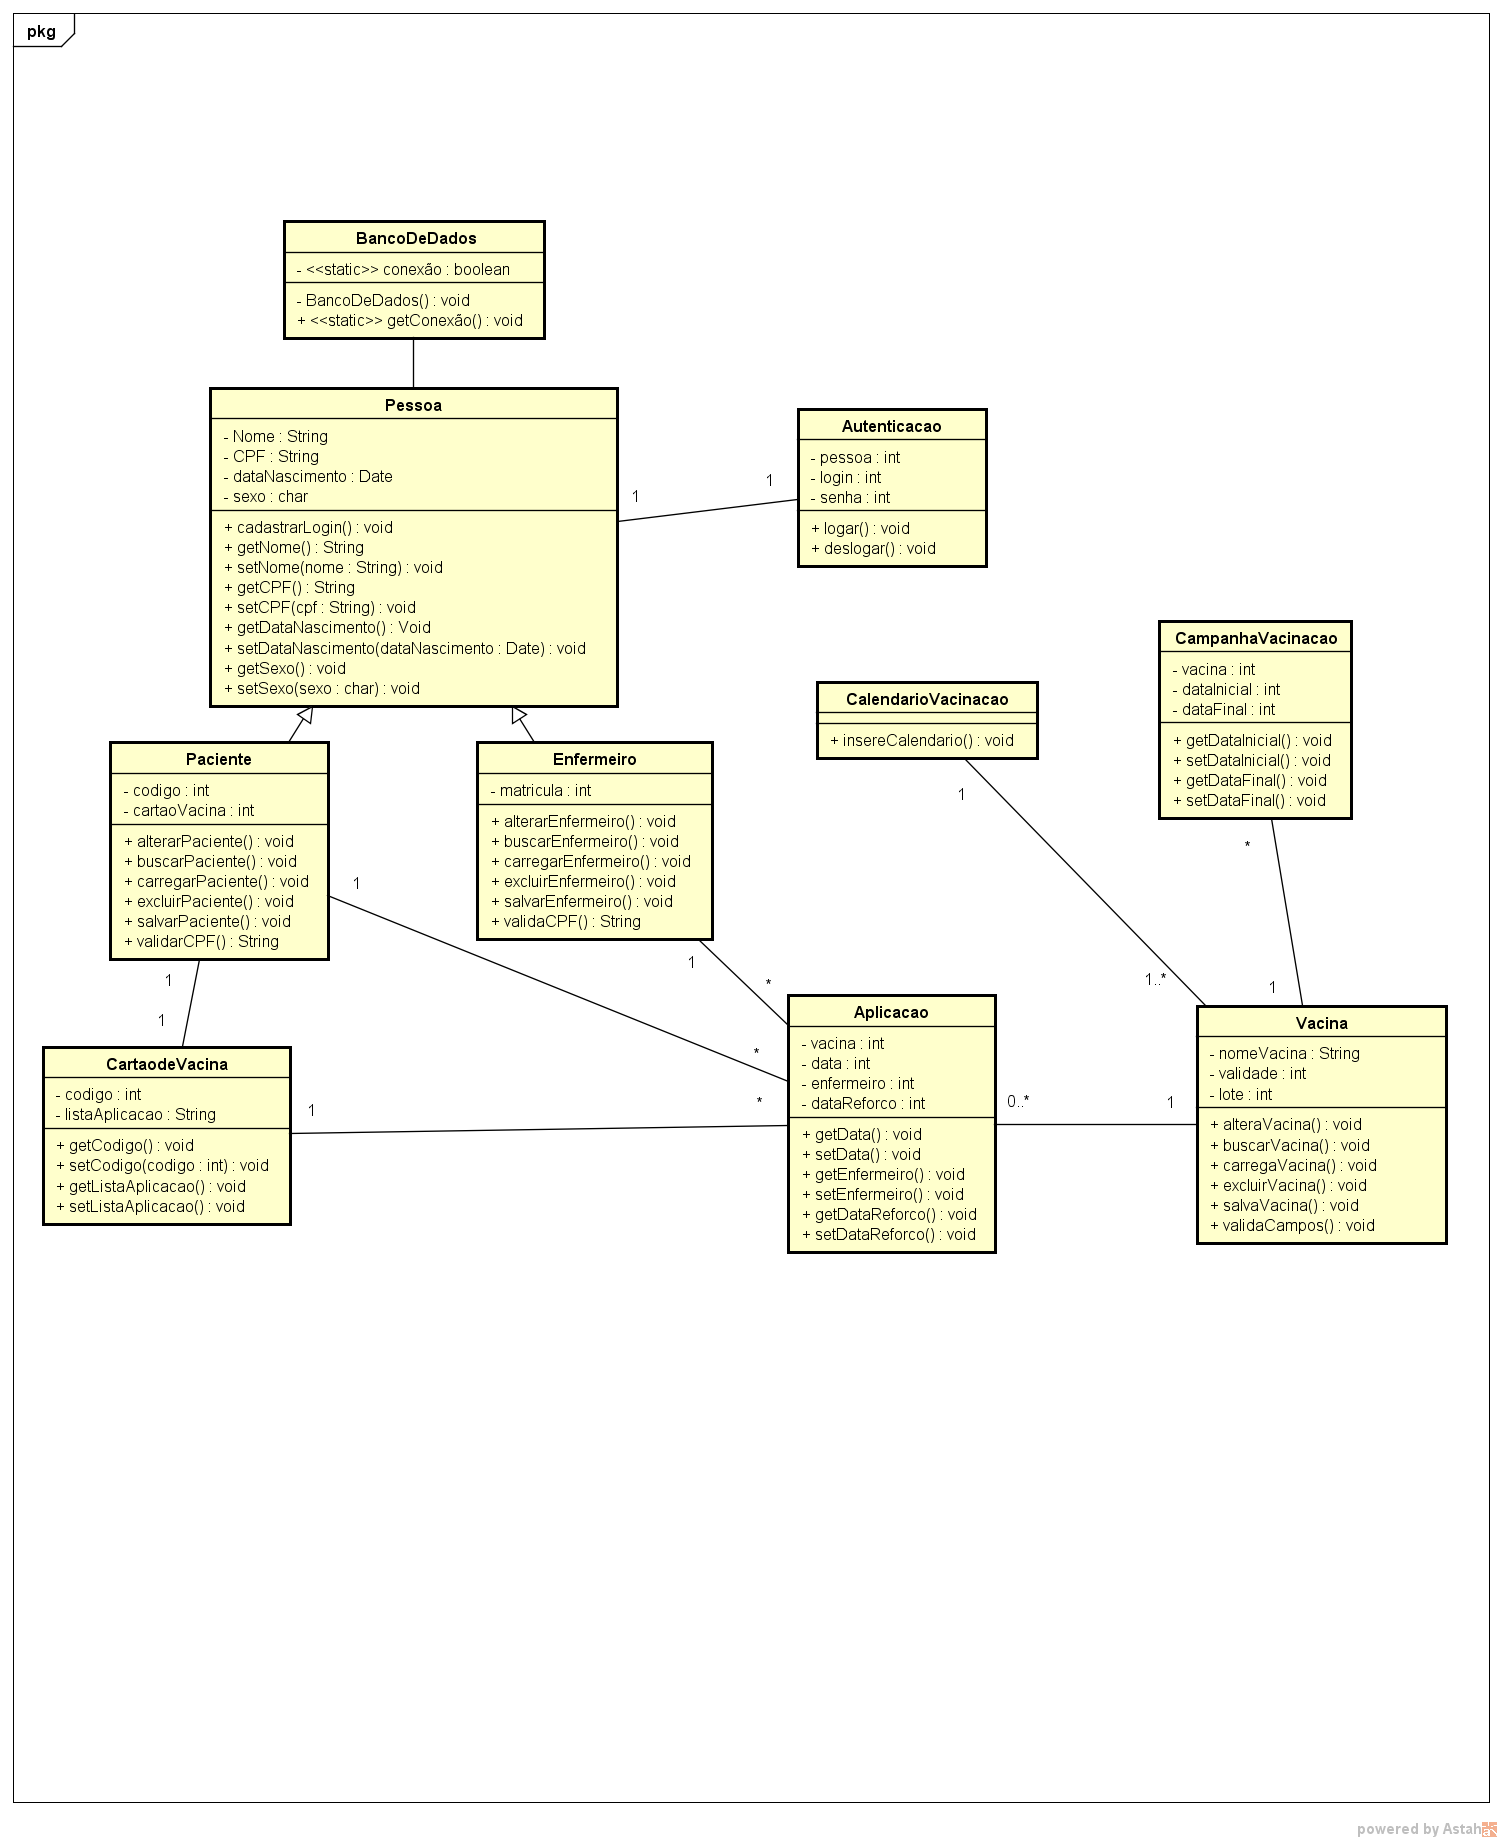 pkg
BancoDeDados
- <<static>> conexão : boolean
- BancoDeDados() : void
+ <<static>> getConexão() : void
Pessoa
- Nome : String
- CPF : String
- dataNascimento : Date
- sexo : char
+ cadastrarLogin() : void
+ getNome() : String
+ setNome(nome : String) : void
+ getCPF() : String
+ setCPF(cpf : String) : void
+ getDataNascimento() : Void
+ setDataNascimento(dataNascimento : Date) : void
+ getSexo() : void
+ setSexo(sexo : char) : void
1
1
Autenticacao
- pessoa : int
- login : int
- senha : int
+ logar() : void
+ deslogar() : void
CampanhaVacinacao
- vacina : int
- dataInicial : int
- dataFinal : int
+ getDataInicial() : void
+ setDataInicial() : void
+ getDataFinal() : void
+ setDataFinal() : void
CalendarioVacinacao
+ insereCalendario() : void
Paciente
- codigo : int
- cartaoVacina : int
+ alterarPaciente() : void
+ buscarPaciente() : void
+ carregarPaciente() : void
+ excluirPaciente() : void
+ salvarPaciente() : void
+ validarCPF() : String
Enfermeiro
- matricula : int
+ alterarEnfermeiro() : void
+ buscarEnfermeiro() : void
+ carregarEnfermeiro() : void
+ excluirEnfermeiro() : void
+ salvarEnfermeiro() : void
+ validaCPF() : String
1
*
1
1
*
1
1
*
1..*
1
CartaodeVacina
- codigo : int
- listaAplicacao : String
+ getCodigo() : void
+ setCodigo(codigo : int) : void
+ getListaAplicacao() : void
+ setListaAplicacao() : void
1
*
Aplicacao
- vacina : int
- data : int
- enfermeiro : int
- dataReforco : int
+ getData() : void
+ setData() : void
+ getEnfermeiro() : void
+ setEnfermeiro() : void
+ getDataReforco() : void
+ setDataReforco() : void
0..*
1
Vacina
- nomeVacina : String
- validade : int
- lote : int
+ alteraVacina() : void
+ buscarVacina() : void
+ carregaVacina() : void
+ excluirVacina() : void
+ salvaVacina() : void
+ validaCampos() : void
powered by Astah